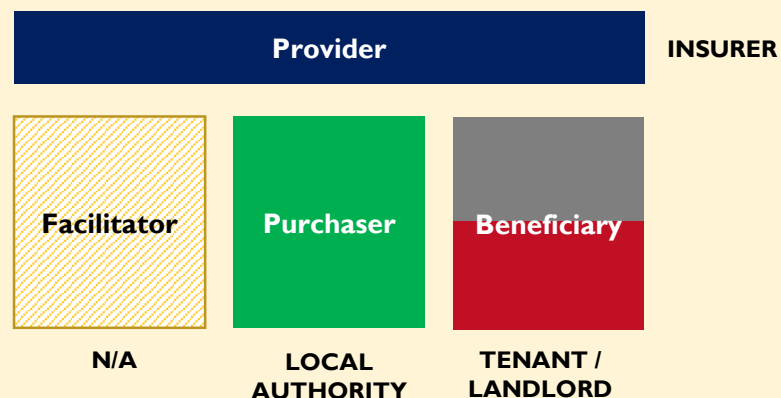 Provider
INSURER
Facilitator
Purchaser
Beneficiary
N/A
LOCAL
AUTHORITY
TENANT /
LANDLORD